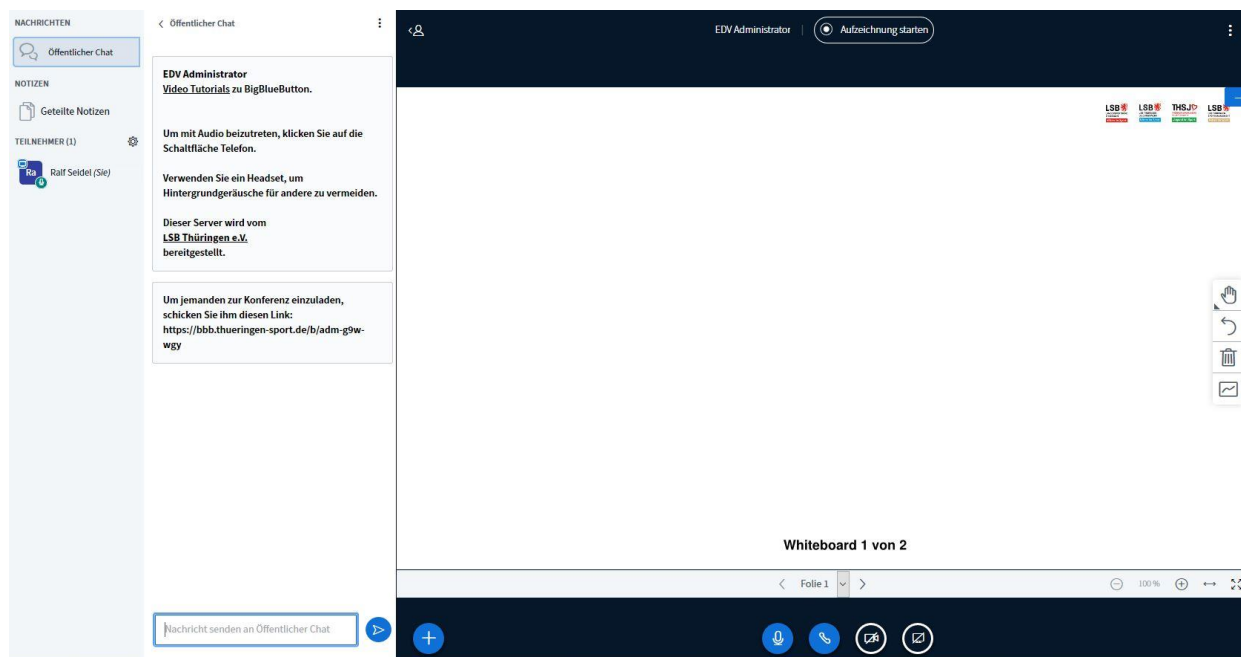 NACHRICHTEN
Öffentlicher Chat
NOTIZEN
Geteilte Notizen
TEILNEHMER (1)
Ra
Ralf Seidel (Sie)
Öffentlicher Chat
EDV Administrator
Video Tutorials zu BigBlueButton.
Um mit Audio beizutreten, klicken Sie auf die
Schaltfläche Telefon.
Verwenden Sie ein Headset, um
Hintergrundgeräusche für andere zu vermeiden.
Dieser Server wird vom
LSB Thüringen e.V.
bereitgestellt.
Um jemanden zur Konferenz einzuladen,
schicken Sie ihm diesen Link:
https://bbb.thueringen-sport.de/b/adm-g9w-
wgy
Nachricht senden an Öffentlicher Chat
EDV Administrator
Aufzeichnung starten
LSB LSB THSJ LSB
Whiteboard 1 von 2
Folie 1
100 %